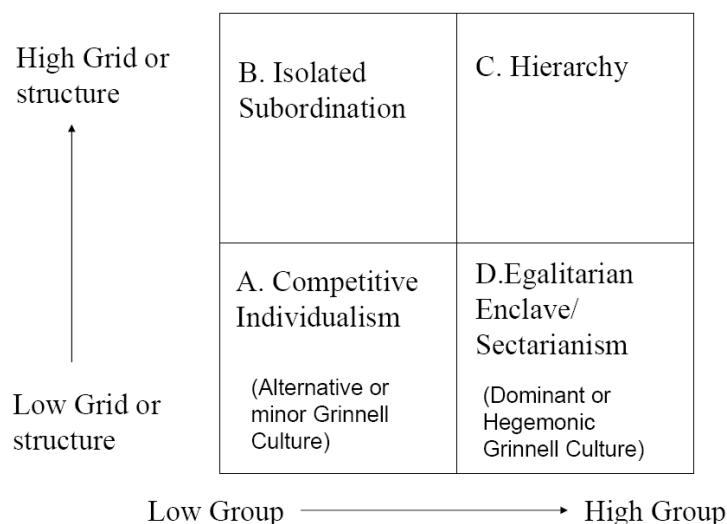 High Grid or
structure
B. Isolated
Subordination
C. Hierarchy
A. Competitive
Individualism
(Alternative or
minor Grinnell
Culture)
D.Egalitarian
Enclave/
Sectarianism
(Dominant or
Hegemonic
Grinnell Culture)
Low Grid or
structure
Low Group
High Group